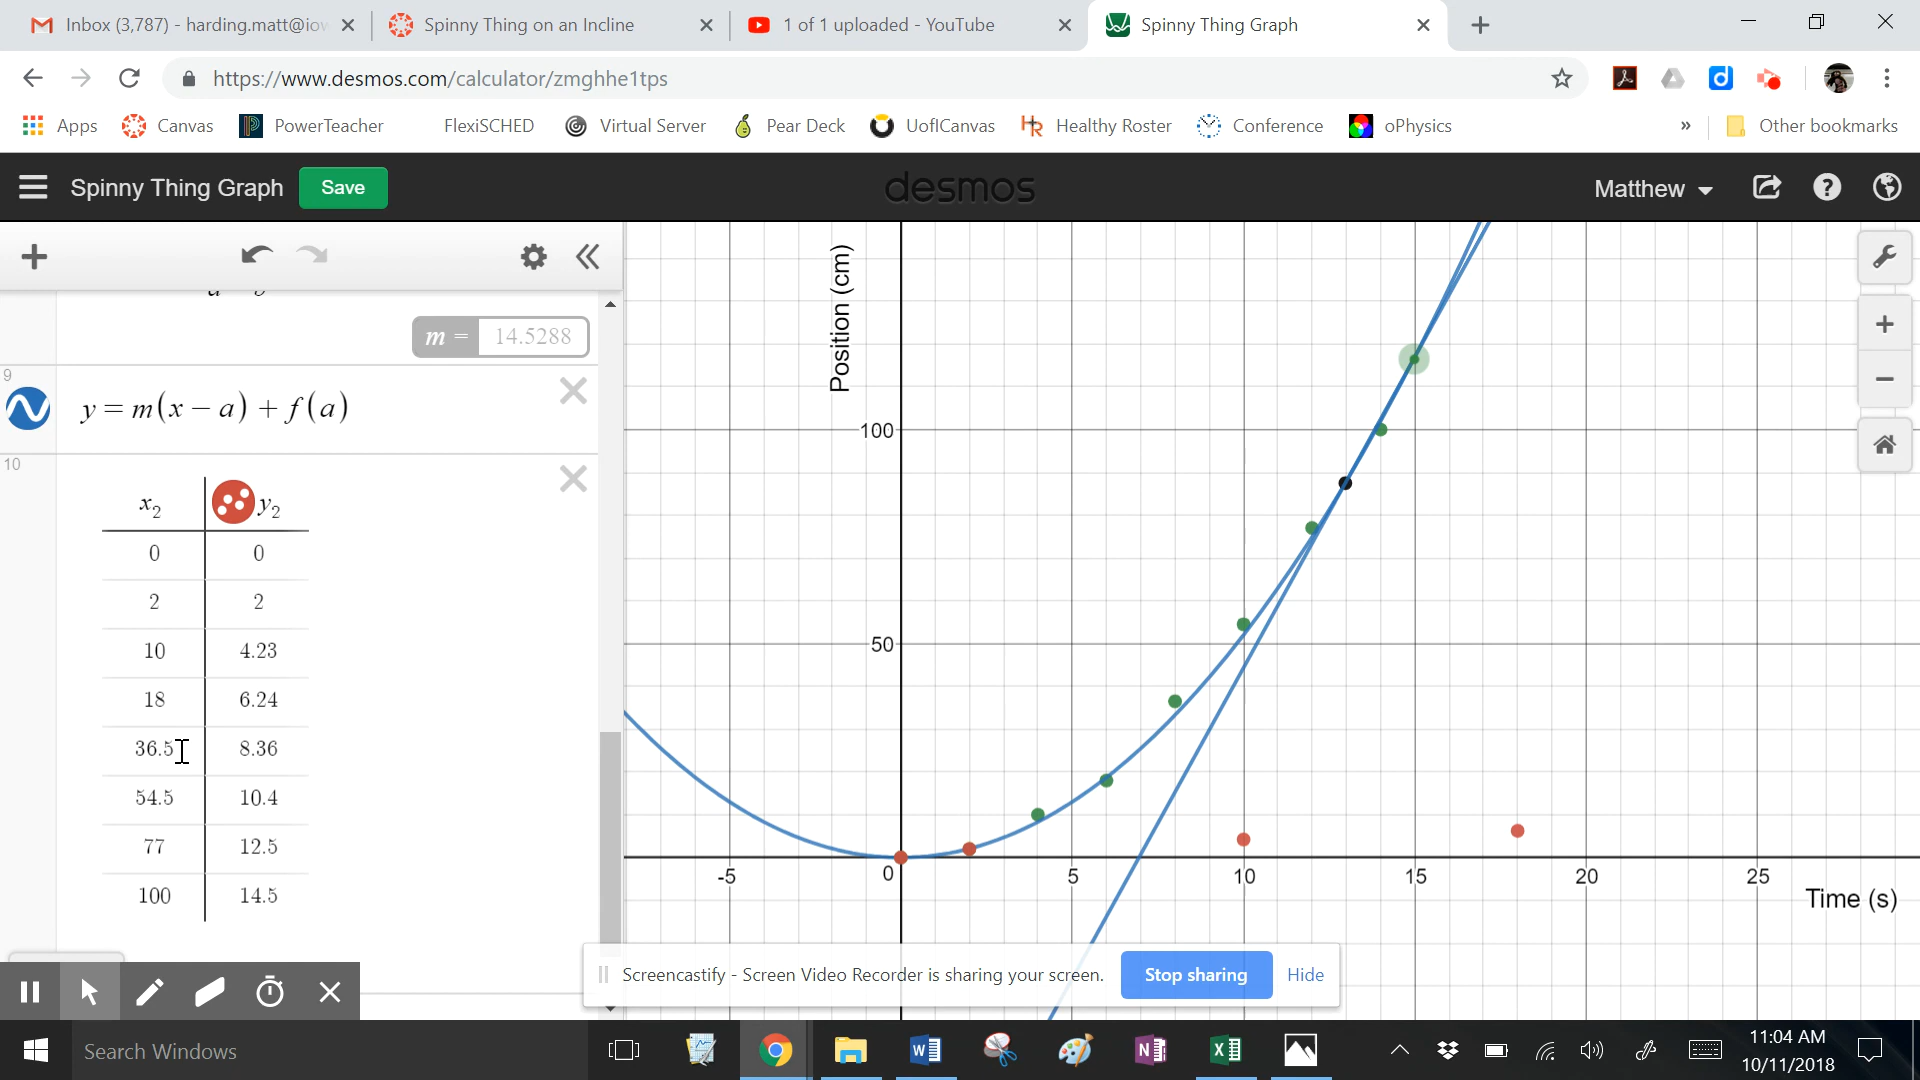 Inbox (3,787) - harding.matt@iow
Spinny Thing on an Incline
1 of 1 uploaded - YouTube
Spinny Thing Graph
https://www.desmos.com/calculator/zmghhe1tps
Apps
Canvas
PowerTeacher
FlexiSCHED
Virtual Server
Pear Deck
UofICanvas
Healthy Roster
Conference
oPhysics
»
Other bookmarks
Spinny Thing Graph
Save
desmos
Matthew
m = 14.5288
9
y = m(x − a) + f(a)
10
x₂ y₂
0 0
2 2
10 4.23
18 6.24
36.5 8.36
54.5 10.4
77 12.5
100 14.5
Position (cm)
100
50
-5
0
5
10
15
20
25
Time (s)
Screencastify - Screen Video Recorder is sharing your screen.
Stop sharing
Hide
Search Windows
11:04 AM
10/11/2018